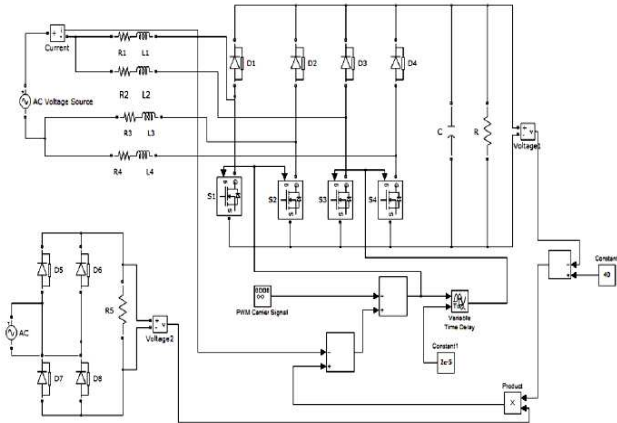 Current
R1 L1
D1 D2 D3 D4
R2 L2
AC Voltage Source
R3 L3
R4 L4
C R
Voltage1
S1 S2 S3 S4
Constant
40
D5 D6
R5
AC
Voltage2
D7 D8
PWM Carrier Signal
Variable
Time Delay
Constant1
2e-5
Product
X